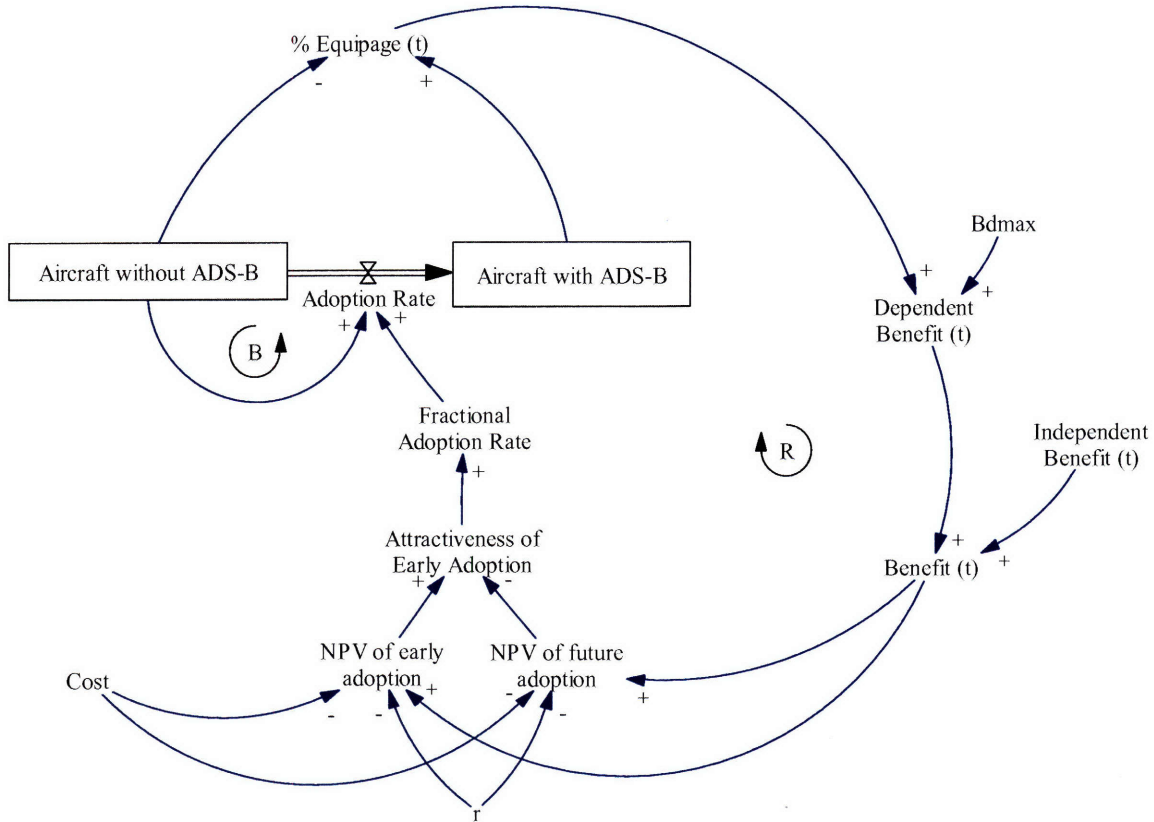 % Equipage (t)
-
+
Aircraft without ADS-B
Aircraft with ADS-B
Adoption Rate
+
+
B
Bdmax
+
+
Dependent
Benefit (t)
Fractional
Adoption Rate
+
R
Independent
Benefit (t)
Attractiveness of
Early Adoption
+
-
+
+
Benefit (t)
NPV of early
adoption
+
-
-
NPV of future
adoption
-
-
+
Cost
r